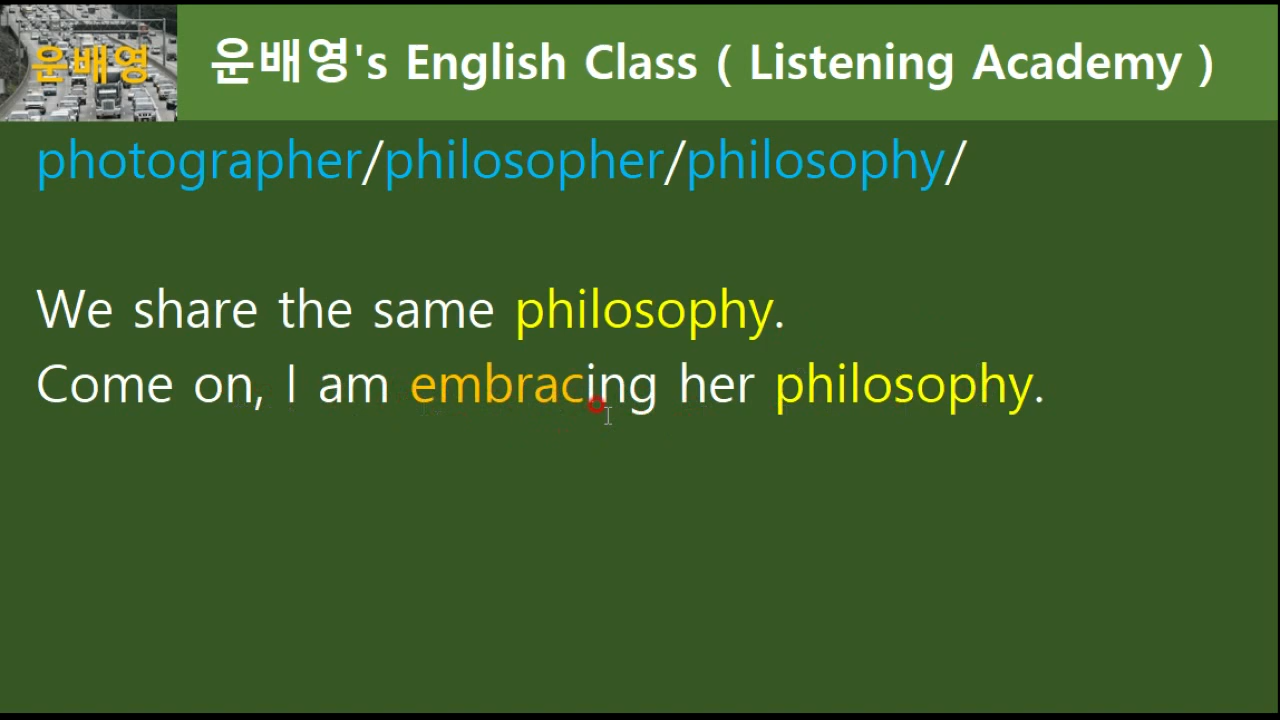 운배영
운배영's English Class ( Listening Academy )
photographer/philosopher/philosophy/
We share the same philosophy.
Come on, I am embracing her philosophy.